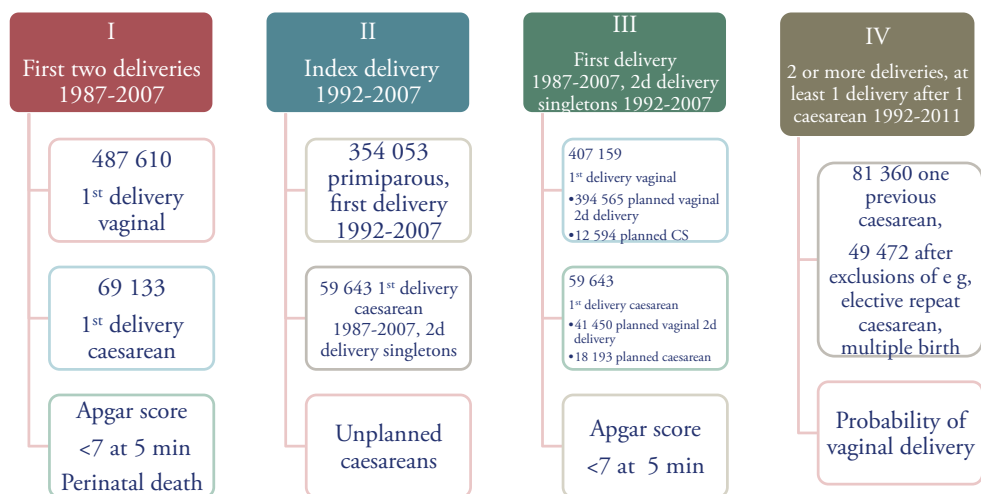 I
First two deliveries
1987-2007
487 610
1st delivery
vaginal
69 133
1st delivery
caesarean
Apgar score
<7 at 5 min
Perinatal death
II
Index delivery
1992-2007
354 053
primiparous,
first delivery
1992-2007
59 643 1st delivery
caesarean
1987-2007, 2d
delivery singletons
Unplanned
caesareans
III
First delivery
1987-2007, 2d delivery
singletons 1992-2007
407 159
1st delivery vaginal
•394 565 planned vaginal
2d delivery
•12 594 planned CS
59 643
1st delivery caesarean
•41 450 planned vaginal 2d
delivery
•18 193 planned caesarean
Apgar score
<7 at 5 min
IV
2 or more deliveries, at
least 1 delivery after 1
caesarean 1992-2011
81 360 one
previous
caesarean,
49 472 after
exclusions of e g,
elective repeat
caesarean,
multiple birth
Probability of
vaginal delivery